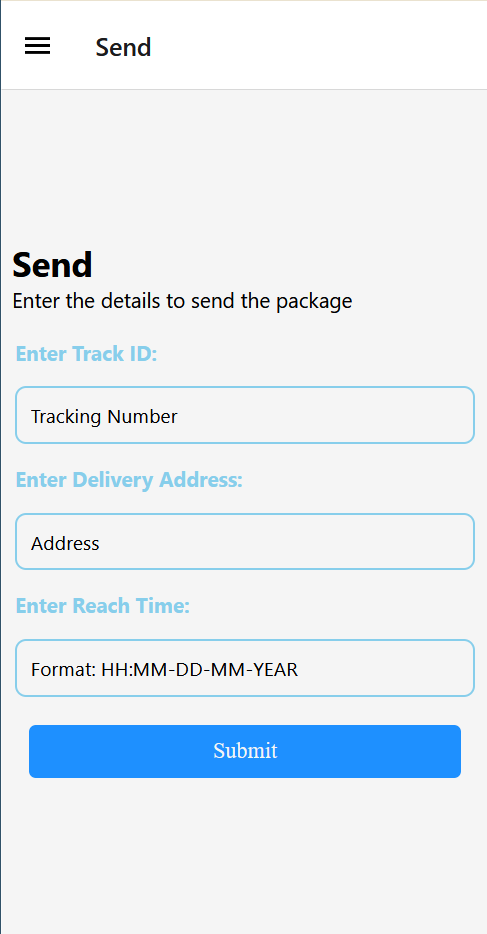 Send
Send
Enter the details to send the package
Enter Track ID:
Tracking Number
Enter Delivery Address:
Address
Enter Reach Time:
Format: HH:MM-DD-MM-YEAR
Submit